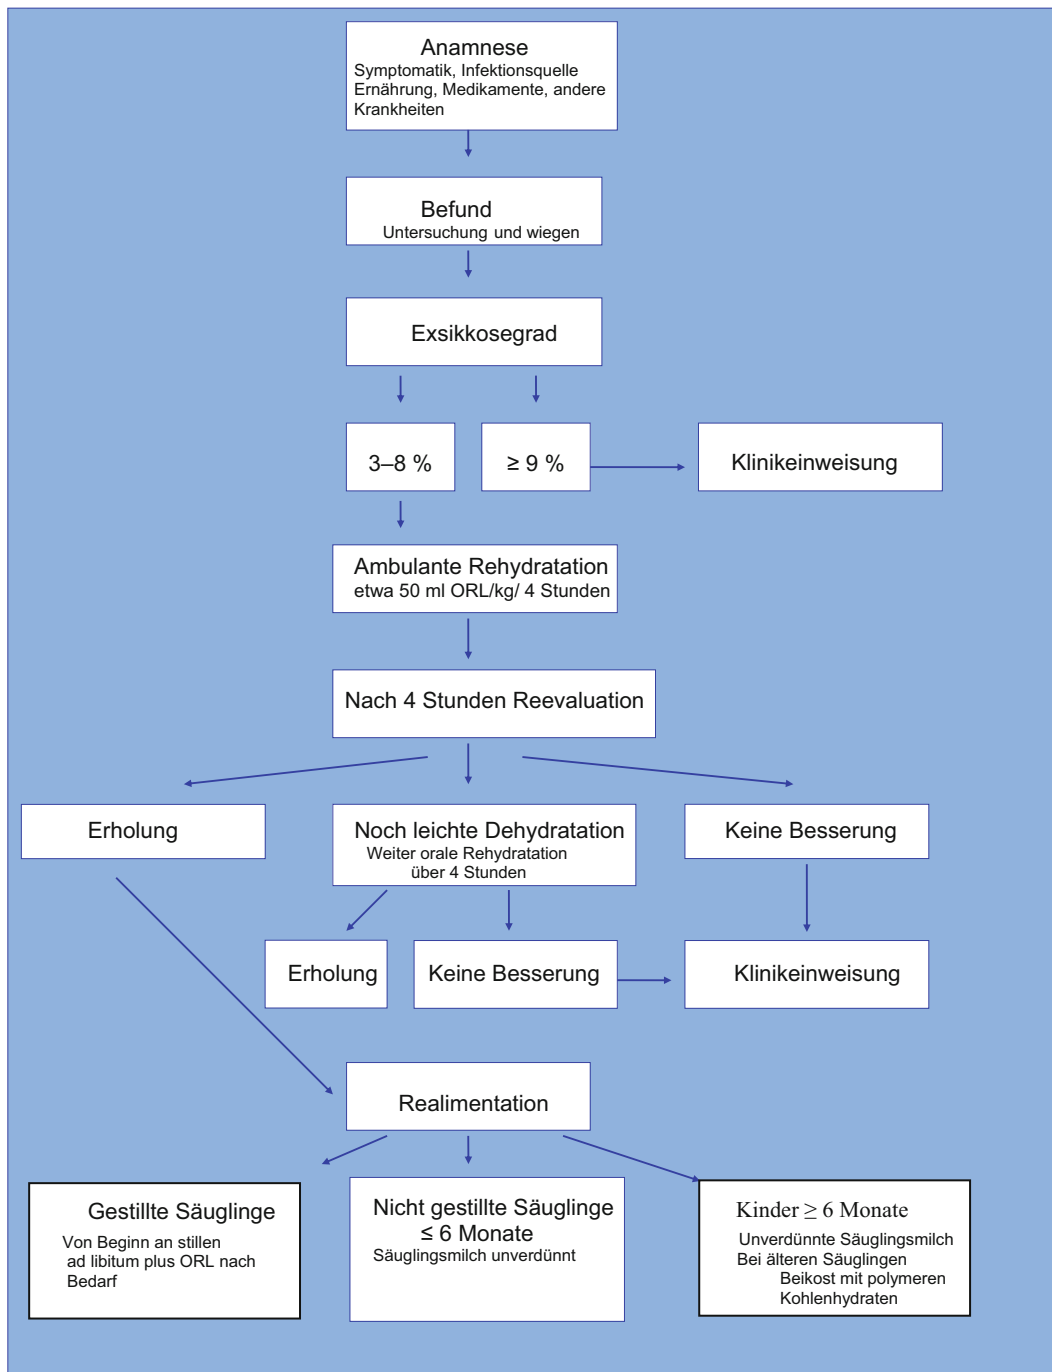 Anamnese
Symptomatik, Infektionsquelle
Ernährung, Medikamente, andere
Krankheiten
Befund
Untersuchung und wiegen
Exsikkosegrad
3–8 %
≥ 9 %
Klinikeinweisung
Ambulante Rehydratation
etwa 50 ml ORL/kg/ 4 Stunden
Nach 4 Stunden Reevaluation
Erholung
Noch leichte Dehydratation
Weiter orale Rehydratation
über 4 Stunden
Keine Besserung
Erholung
Keine Besserung
Klinikeinweisung
Realimentation
Gestillte Säuglinge
Von Beginn an stillen
ad libitum plus ORL nach
Bedarf
Nicht gestillte Säuglinge
≤ 6 Monate
Säuglingsmilch unverdünnt
Kinder ≥ 6 Monate
Unverdünnte Säuglingsmilch
Bei älteren Säuglingen
Beikost mit polymeren
Kohlenhydraten